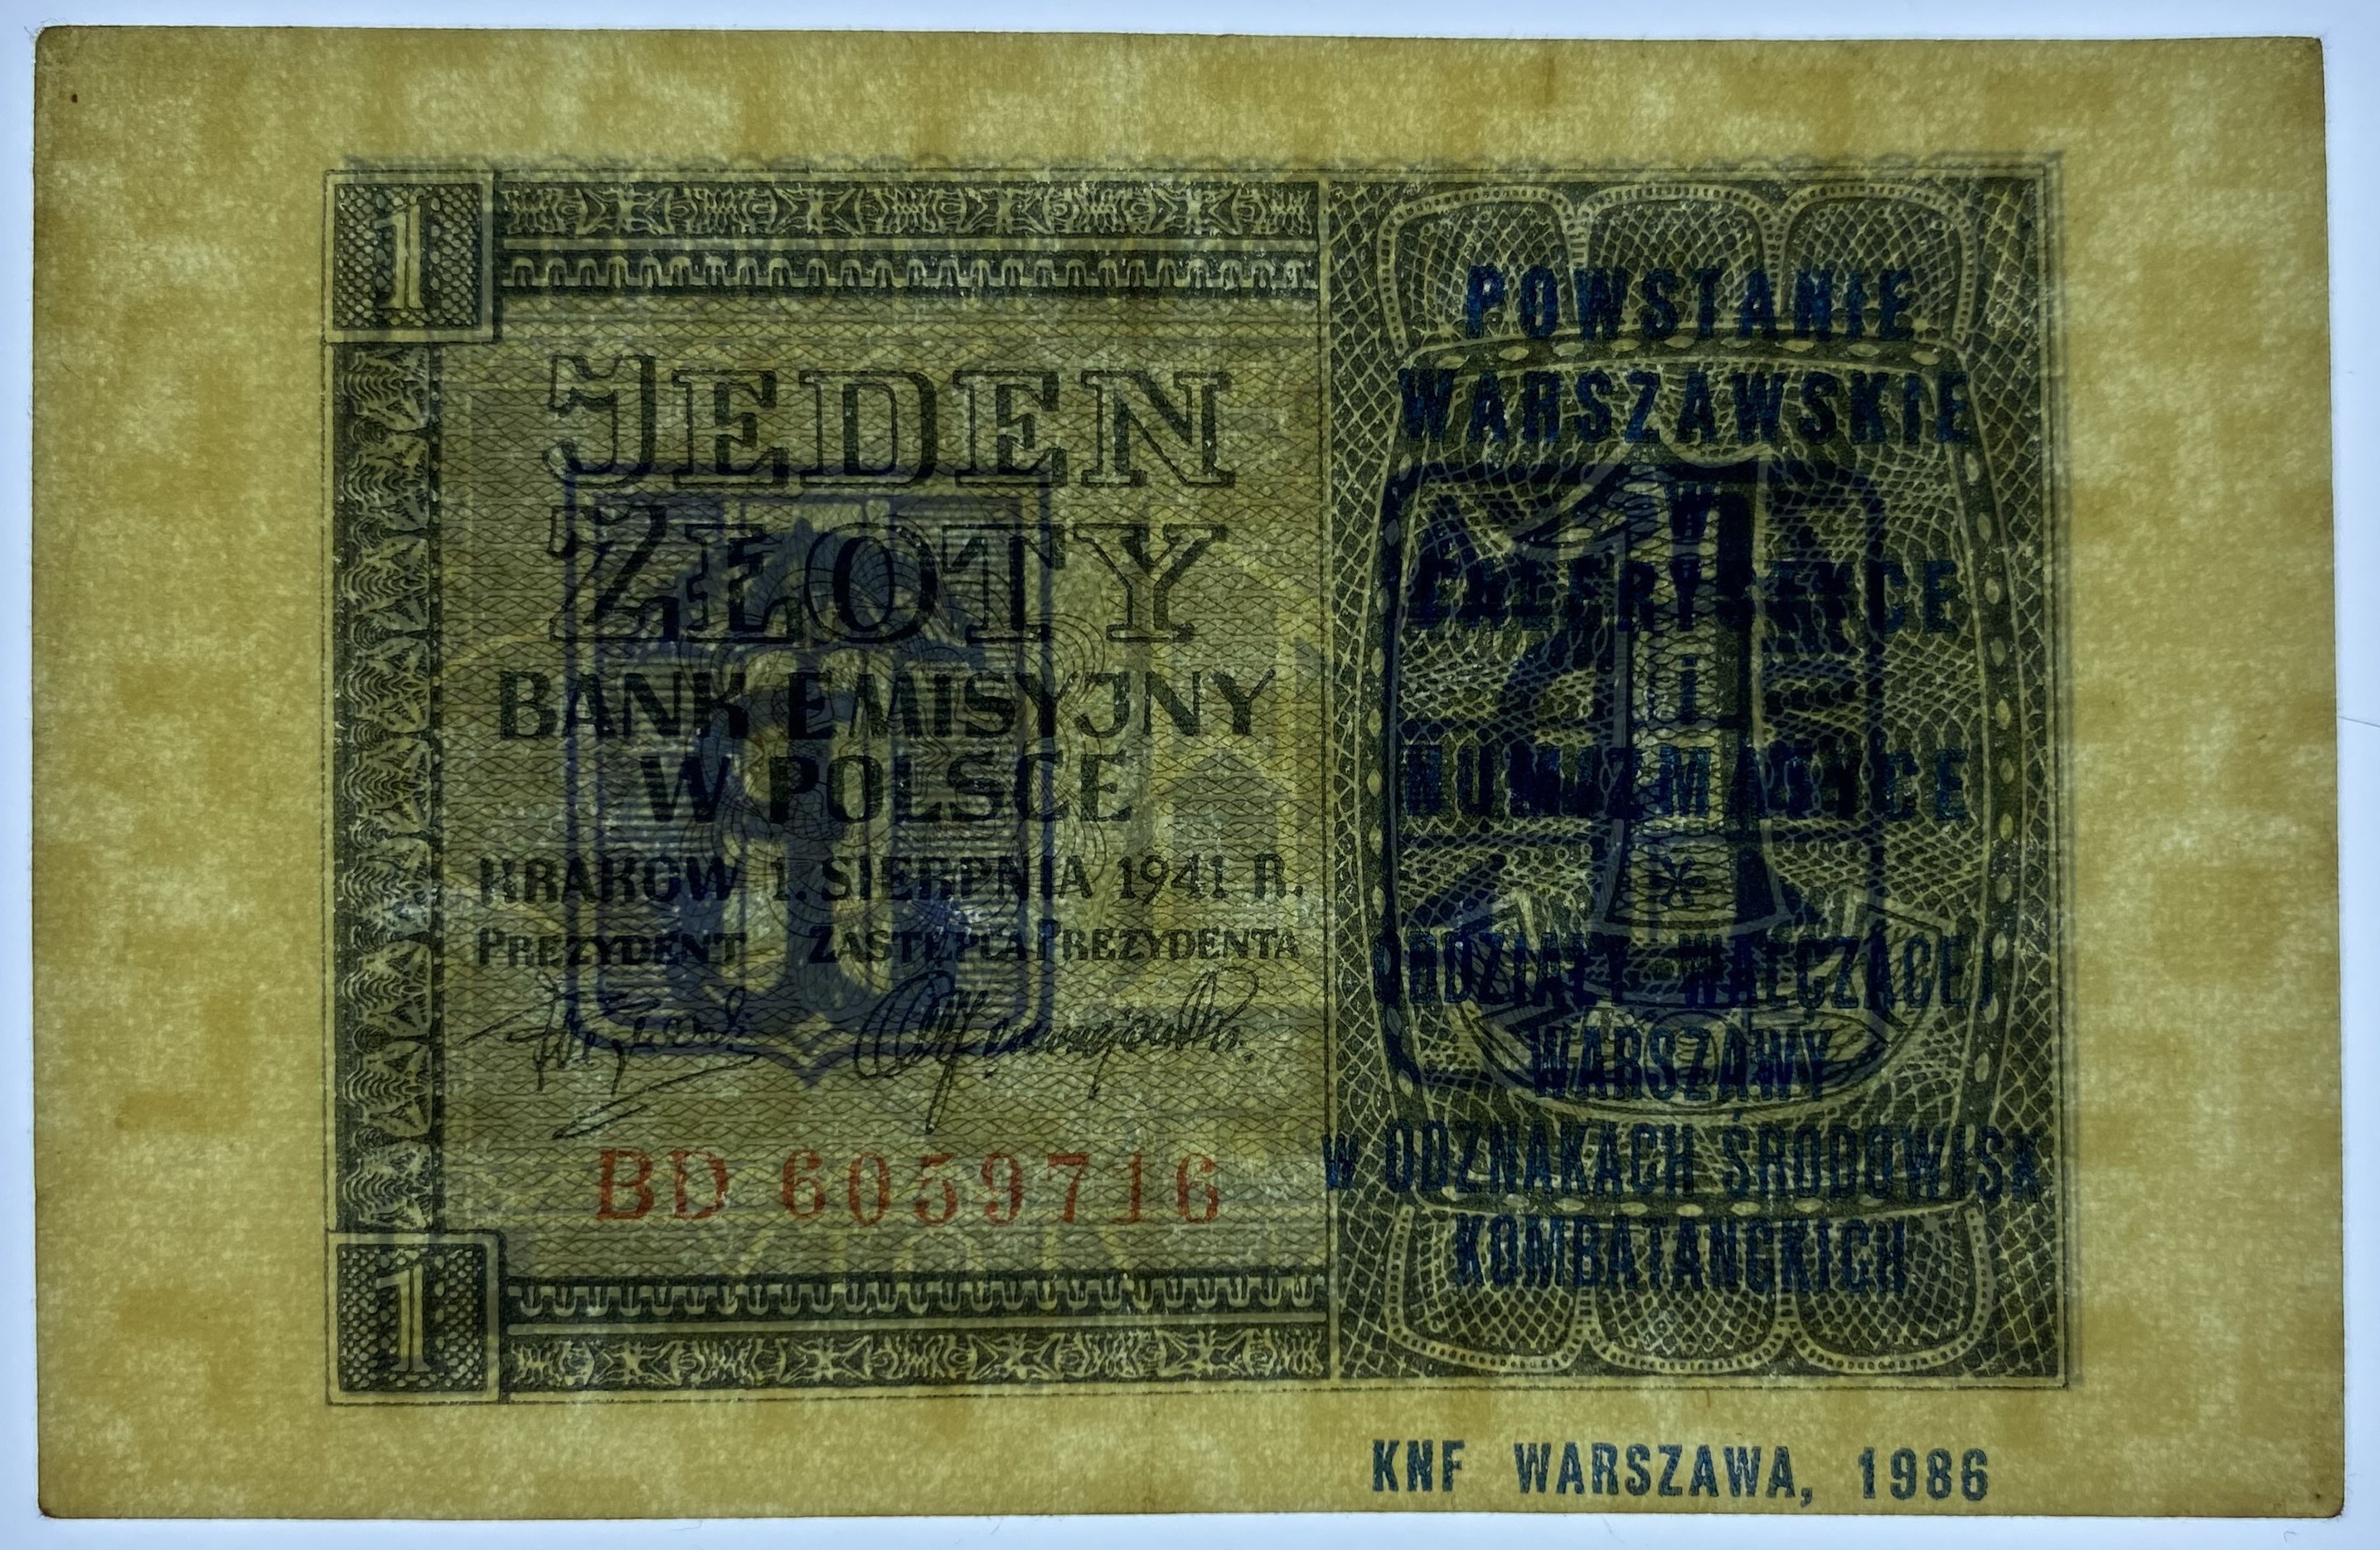 1
JEDEN
ZŁOTY
BANK EMISYJNY
W POLSCE
KRAKÓW 1. SIERPNIA 1941 R.
PREZYDENT ZASTĘPCA PREZYDENTA
BD 6059716
1
1
POWSTANIE
WARSZAWSKIE
W
i
NUMIZMATYCE
*
ODDZIAŁY WALCZĄCEJ
WARSZAWY
W ODZNAKACH ŚRODOWISK
KOMBATANCKICH
KNF WARSZAWA, 1986